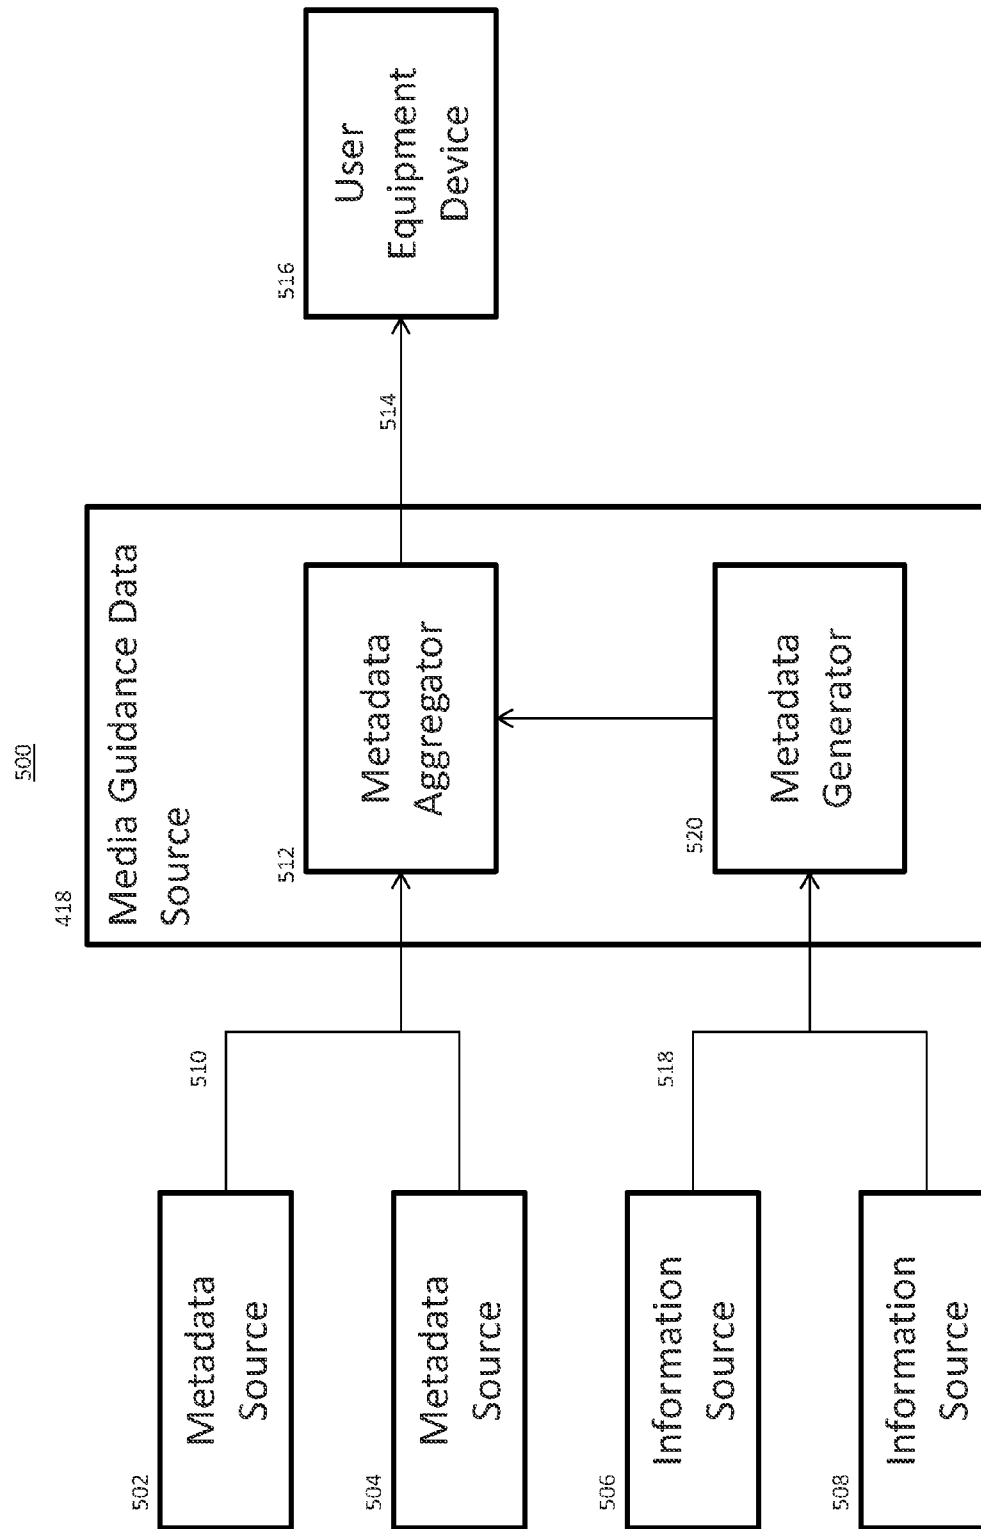 500
502
Metadata
Source
504
Metadata
Source
506
Information
Source
508
Information
Source
510
518
418
Media Guidance Data
Source
512
Metadata
Aggregator
520
Metadata
Generator
514
516
User
Equipment
Device